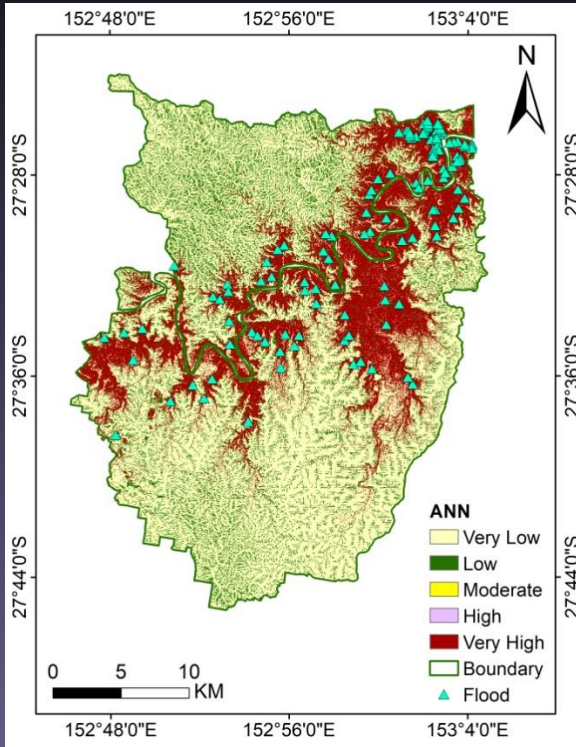 152°48'0"E 152°56'0"E 153°4'0"E
N
27°28'0"S 27°28'0"S
27°36'0"S 27°36'0"S
27°44'0"S 27°44'0"S
ANN
Very Low
Low
Moderate
High
Very High
Boundary
Flood
0 5 10
KM
152°48'0"E 152°56'0"E 153°4'0"E